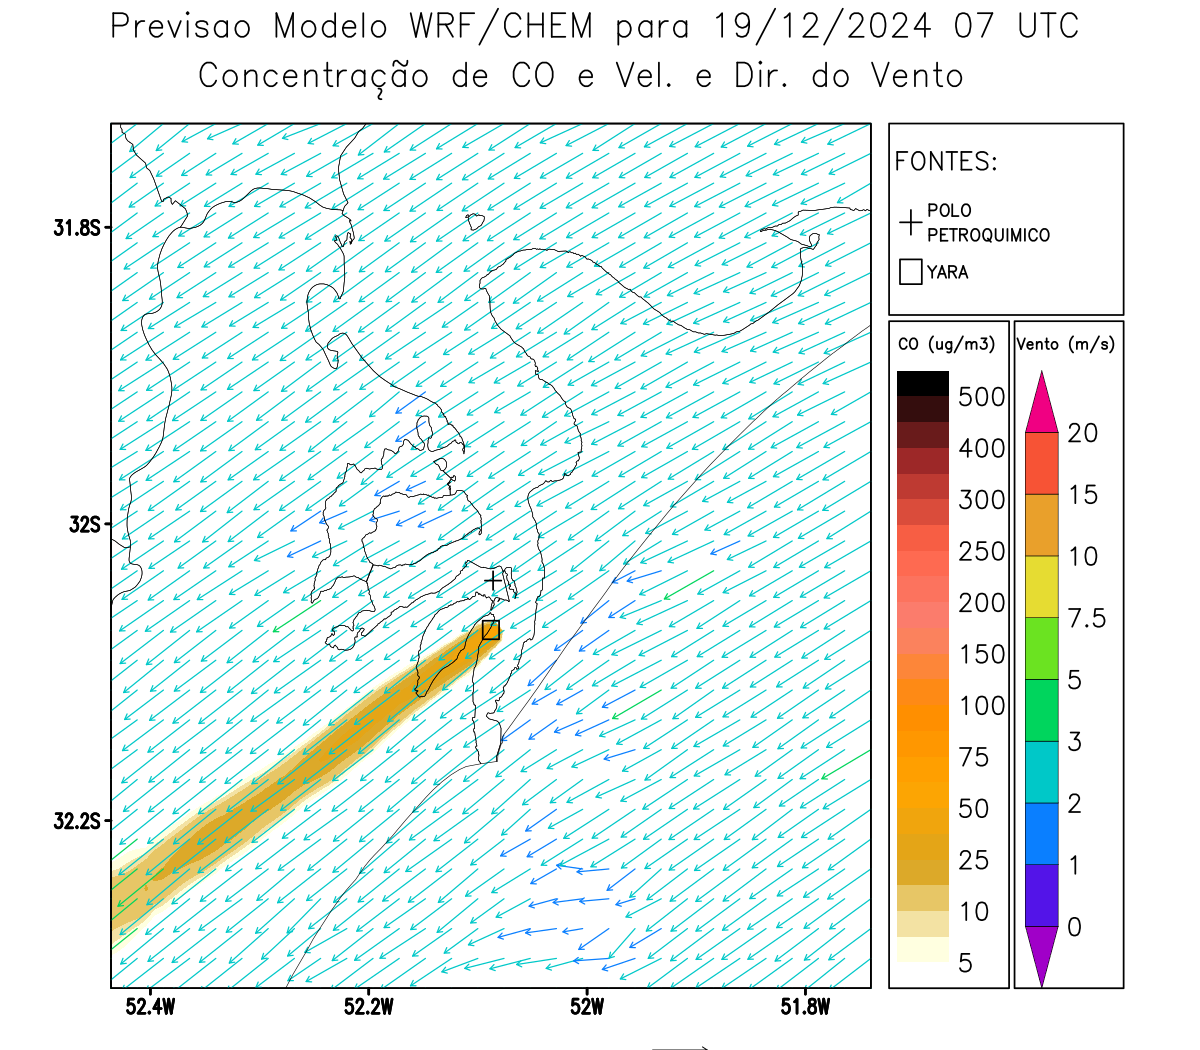 Previsao Modelo WRF/CHEM para 19/12/2024 07 UTC
Concentração de CO e Vel. e Dir. do Vento
FONTES:
POLO
PETROQUIMICO
YARA
CO (ug/m3)
500
400
300
250
200
150
100
75
50
25
10
5
Vento (m/s)
20
15
10
7.5
5
3
2
1
0
31.8S
32S
32.2S
52.4W
52.2W
52W
51.8W